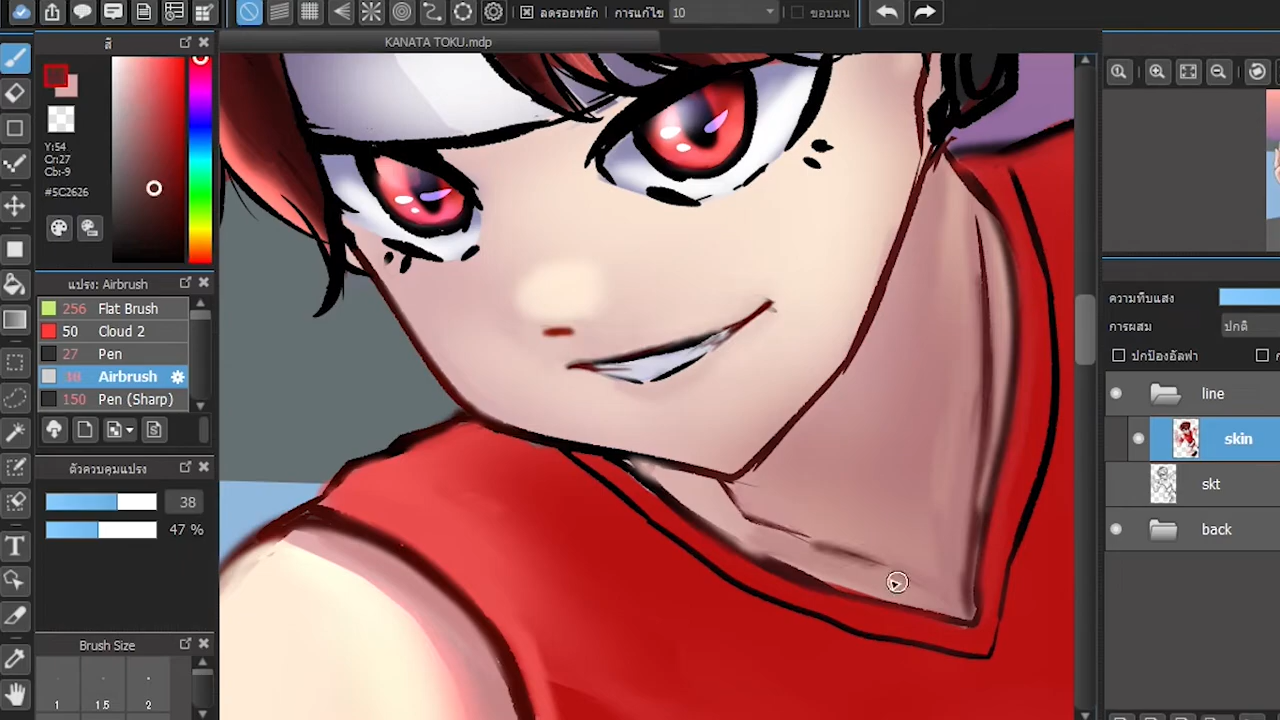 ลดรอยหยัก การแก้ไข 10 ขอบมน
KANATA TOKU.mdp
สี
Y:54
Cr:27
Cb:-9
#5C2626
แปรง: Airbrush
256 Flat Brush
50 Cloud 2
27 Pen
38 Airbrush
150 Pen (Sharp)
ตัวควบคุมแปรง
38
47 %
Brush Size
1 1.5 2
ความทึบแสง
การผสม ปกติ
ปกป้องอัลฟา
line
skin
skt
back